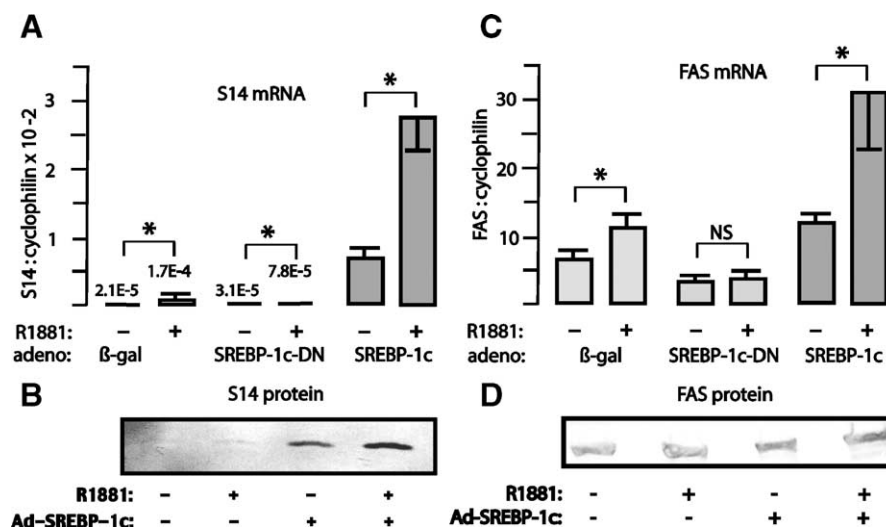 A
S14 mRNA
S14 : cyclophilin x 10 -2
3
2
1
*
*
*
2.1E-5
1.7E-4
3.1E-5
7.8E-5
R1881: – + – + – +
adeno: ß-gal SREBP-1c-DN SREBP-1c
B
S14 protein
R1881: – + – +
Ad–SREBP–1c: – – + +
C
FAS mRNA
FAS : cyclophilin
30
20
10
*
NS
*
R1881: – + – + – +
adeno: ß-gal SREBP-1c-DN SREBP-1c
D
FAS protein
R1881: - + - +
Ad-SREBP-1c: - - + +